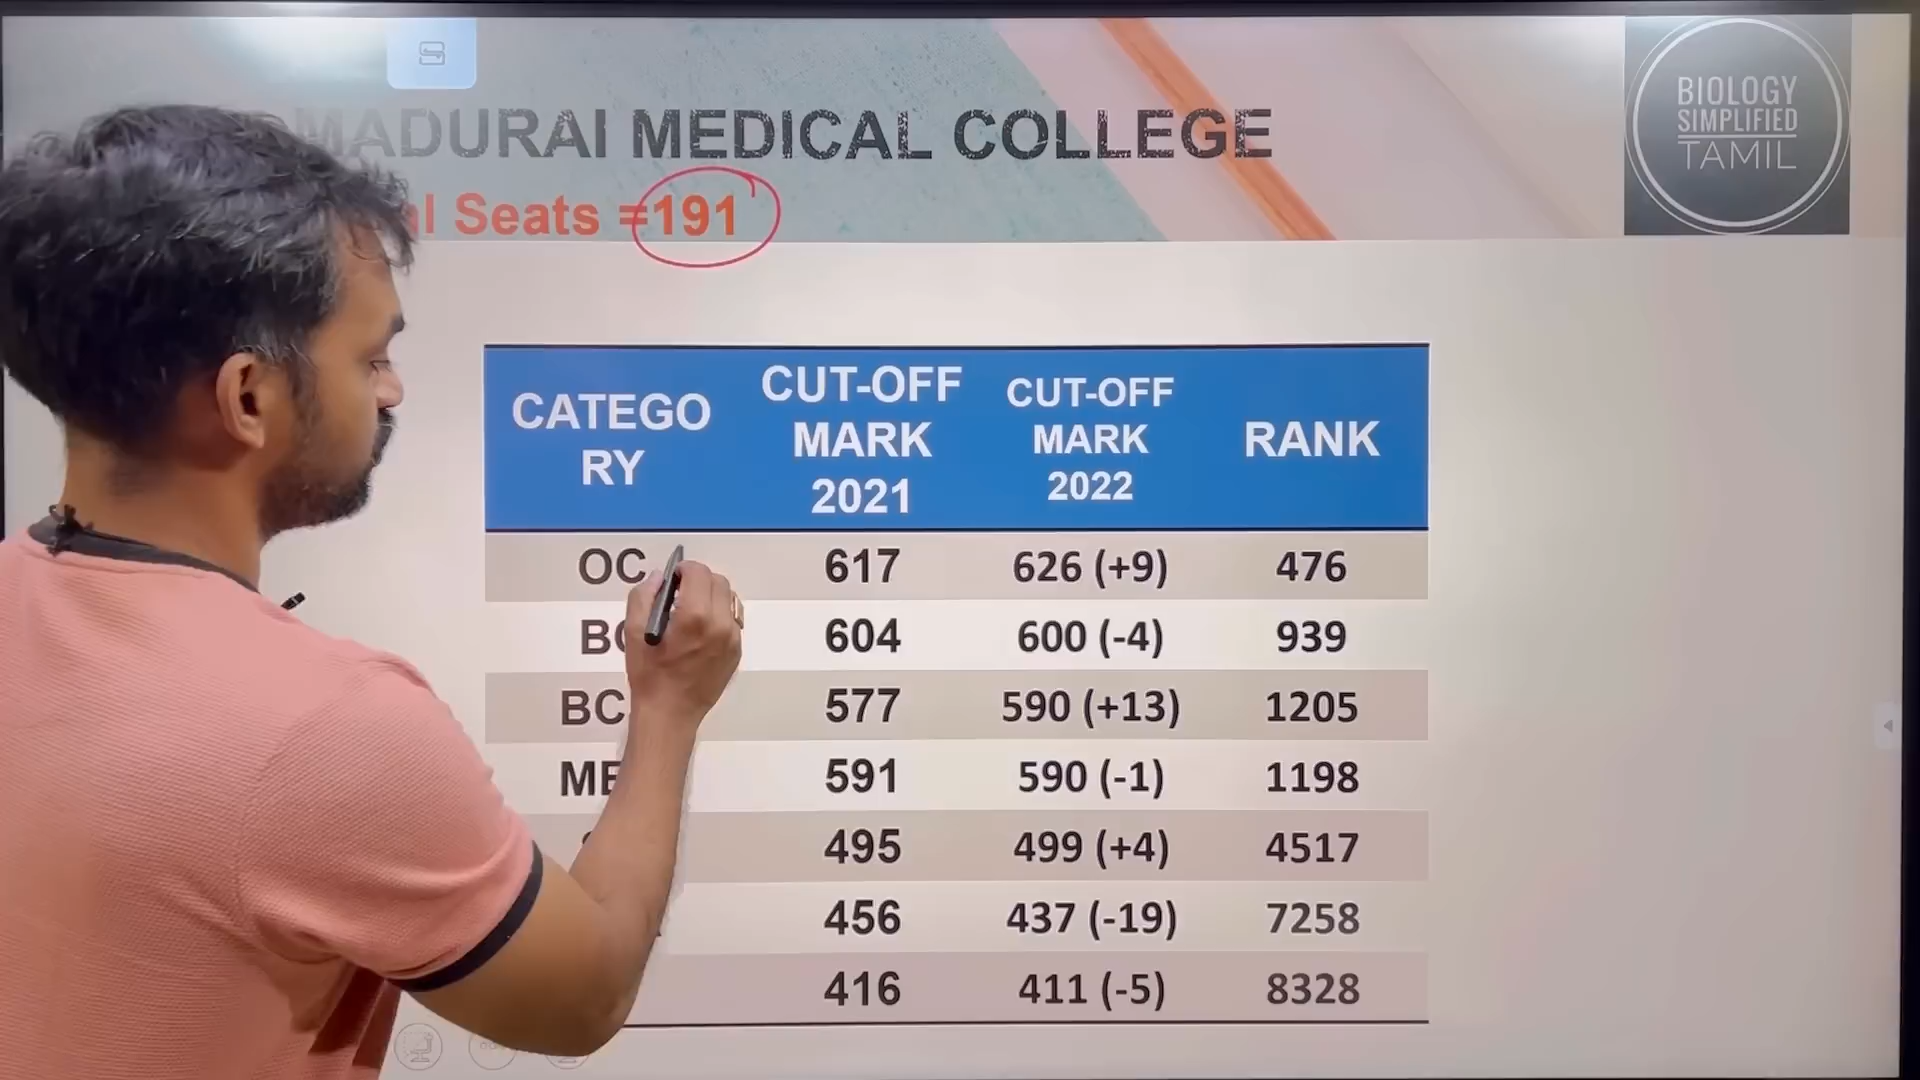 MADURAI MEDICAL COLLEGE
Seats =191
BIOLOGY
SIMPLIFIED
TAMIL
CATEGO
RY
CUT-OFF
MARK
2021
CUT-OFF
MARK
2022
RANK
OC 617 626 (+9) 476
604 600 (-4) 939
577 590 (+13) 1205
591 590 (-1) 1198
495 499 (+4) 4517
456 437 (-19) 7258
416 411 (-5) 8328